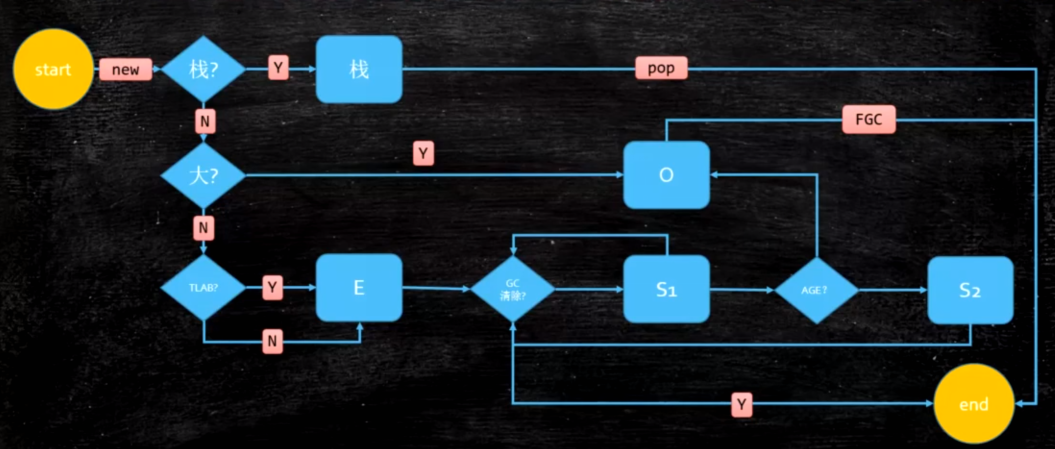 start
new
栈?
Y
栈
pop
N
FGC
大?
Y
O
N
TLAB?
Y
E
GC
清除?
S1
AGE?
S2
N
Y
end